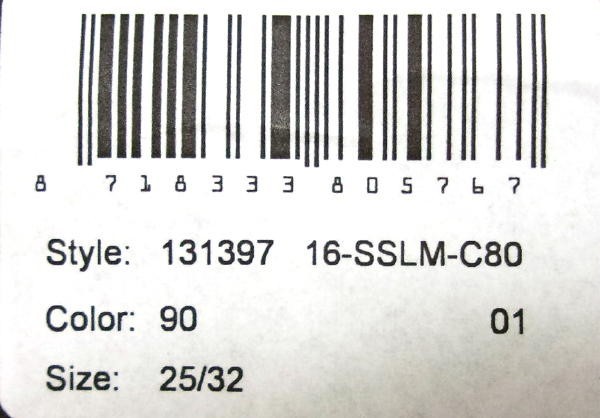 8 718333 805767
Style: 131397 16-SSLM-C80
Color: 90 01
Size: 25/32